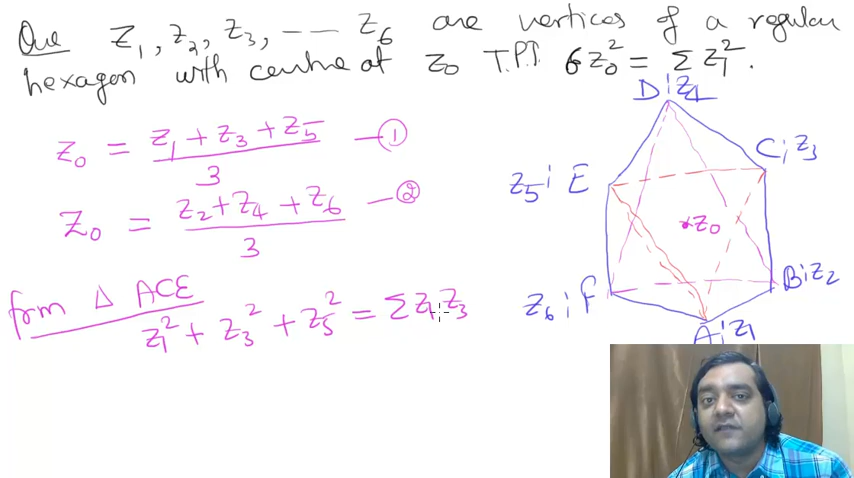 Que Z₁, Z₂, Z₃, --- Z₆ are vertices of a regular
hexagon with centre at Z₀ T.P.T. 6Z₀² = Σ Z₁².
Z₀ = (Z₁ + Z₃ + Z₅)/3 — ①
Z₀ = (Z₂ + Z₄ + Z₆)/3 — ②
from Δ ACE
Z₁² + Z₃² + Z₅² = Σ Z₁Z₃
D; Z₄
C; Z₃
Z₅; E
Z₀
B; Z₂
Z₆; F
A; Z₁